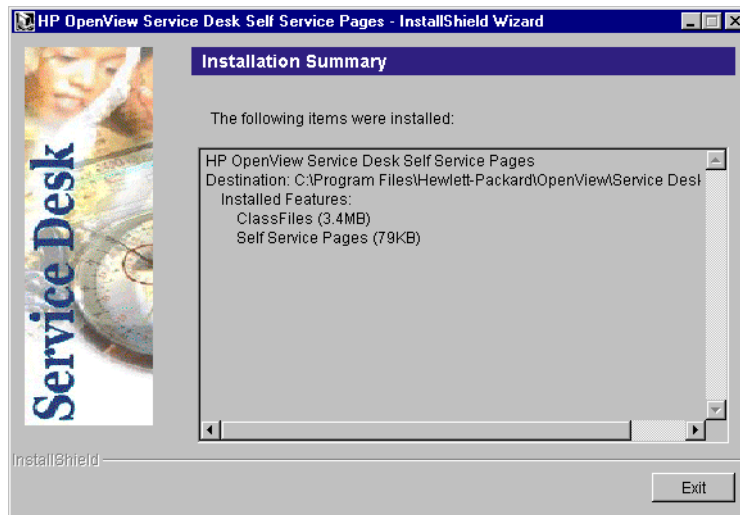 HP OpenView Service Desk Self Service Pages - InstallShield Wizard
Installation Summary
Service Desk
The following items were installed:
HP OpenView Service Desk Self Service Pages
Destination: C:\Program Files\Hewlett-Packard\OpenView\Service Desk
Installed Features:
ClassFiles (3.4MB)
Self Service Pages (79KB)
InstallShield
Exit